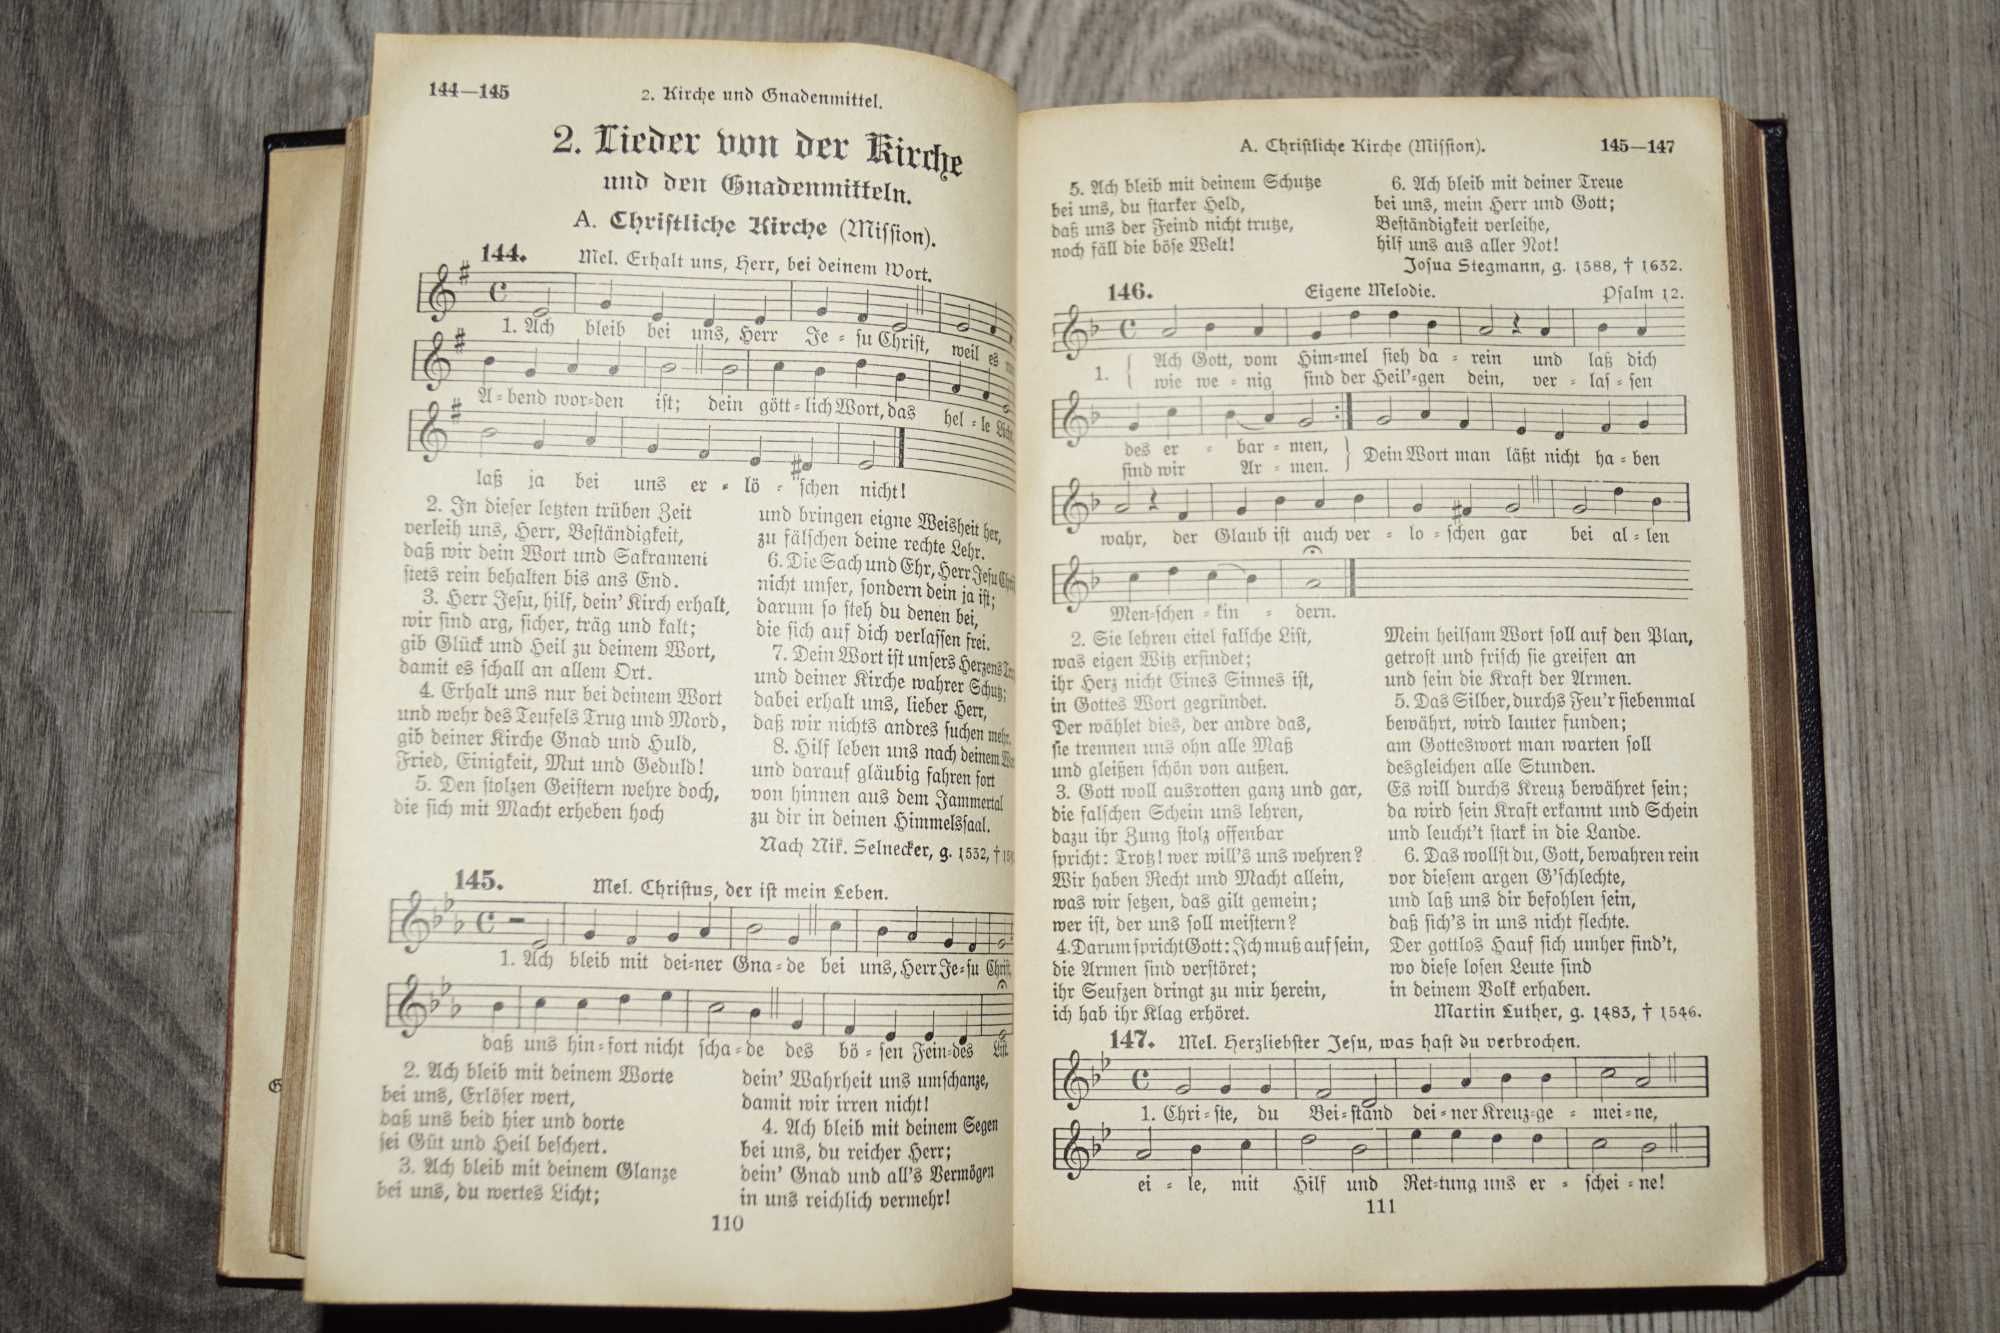 144—145
2. Kirche und Gnadenmittel.
2. Lieder von der Kirche
und den Gnadenmitteln.
A. Christliche Kirche (Mission).
144. Mel. Erhalt uns, Herr, bei deinem Wort.
1. Ach bleib bei uns, Herr Je-su Christ, weil es
A-bend wor-den ist; dein gött-lich Wort, das hel-le Licht,
laß ja bei uns er-lö-schen nicht!
2. In dieser letzten trüben Zeit
verleih uns, Herr, Beständigkeit,
daß wir dein Wort und Sakrament
stets rein behalten bis ans End.
3. Herr Jesu, hilf, dein' Kirch erhalt,
wir sind arg, sicher, träg und kalt;
gib Glück und Heil zu deinem Wort,
damit es schall an allem Ort.
4. Erhalt uns nur bei deinem Wort
und wehr des Teufels Trug und Mord,
gib deiner Kirche Gnad und Huld,
Fried, Einigkeit, Mut und Geduld!
5. Den stolzen Geistern wehre doch,
die sich mit Macht erheben hoch
und bringen eigne Weisheit her,
zu fälschen deine rechte Lehr.
6. Die Sach und Ehr, Herr Jesu
nicht unser, sondern dein ja ist;
darum so steh du denen bei,
die sich auf dich verlassen frei.
7. Dein Wort ist unsers Herzens
und deiner Kirche wahrer Schutz;
dabei erhalt uns, lieber Herr,
daß wir nichts andres suchen mehr.
8. Hilf leben uns nach deinem
und darauf gläubig fahren fort
von hinnen aus dem Jammertal
zu dir in deinen Himmelssaal.
Nach Nik. Selnecker, g. 1532, †
145. Mel. Christus, der ist mein Leben.
1. Ach bleib mit dei-ner Gna-de bei uns, Herr Je-su Christ,
daß uns hin-fort nicht scha-de des bö-sen Fein-des List.
2. Ach bleib mit deinem Worte
bei uns, Erlöser wert,
daß uns beid hier und dorte
sei Güt und Heil beschert.
3. Ach bleib mit deinem Glanze
bei uns, du wertes Licht;
dein' Wahrheit uns umschanze,
damit wir irren nicht!
4. Ach bleib mit deinem Segen
bei uns, du reicher Herr;
dein' Gnad und all's Vermögen
in uns reichlich vermehr!
110
A. Christliche Kirche (Mission).
145—147
5. Ach bleib mit deinem Schutze
bei uns, du starker Held,
daß uns der Feind nicht trutze,
noch fäll die böse Welt!
6. Ach bleib mit deiner Treue
bei uns, mein Herr und Gott;
Beständigkeit verleihe,
hilf uns aus aller Not!
Josua Stegmann, g. 1588, † 1632.
146. Eigene Melodie. Psalm 12.
1. Ach Gott, vom Him-mel sieh da-rein und laß dich
wie we-nig sind der Heil'-gen dein, ver-las-sen
des er-bar-men, Dein Wort man läßt nicht ha-ben
sind wir Ar-men.
wahr, der Glaub ist auch ver-lo-schen gar bei al-len
Men-schen-kin-dern.
2. Sie lehren eitel falsche List,
was eigen Witz erfindet;
ihr Herz nicht Eines Sinnes ist,
in Gottes Wort gegründet.
Der wählet dies, der andre das,
sie trennen uns ohn alle Maß
und gleißen schön von außen.
3. Gott woll ausrotten ganz und gar,
die falschen Schein uns lehren,
dazu ihr Zung stolz offenbar
spricht: Trotz! wer will's uns wehren?
Wir haben Recht und Macht allein,
was wir setzen, das gilt gemein;
wer ist, der uns soll meistern?
4. Darum spricht Gott: Ich muß auf sein,
die Armen sind verstöret;
ihr Seufzen dringt zu mir herein,
ich hab ihr Klag erhöret.
Mein heilsam Wort soll auf den Plan,
getrost und frisch sie greifen an
und sein die Kraft der Armen.
5. Das Silber, durchs Feu'r siebenmal
bewährt, wird lauter funden;
am Gotteswort man warten soll
desgleichen alle Stunden.
Es will durchs Kreuz bewähret sein;
da wird sein Kraft erkannt und Schein
und leucht't stark in die Lande.
6. Das wollst du, Gott, bewahren rein
vor diesem argen G'schlechte,
und laß uns dir befohlen sein,
daß sich's in uns nicht flechte.
Der gottlos Hauf sich umher find't,
wo diese losen Leute sind
in deinem Volk erhaben.
Martin Luther, g. 1483, † 1546.
147. Mel. Herzliebster Jesu, was hast du verbrochen.
1. Chri-ste, du Bei-stand dei-ner Kreuz-ge-mei-ne,
ei-le, mit Hilf und Ret-tung uns er-schei-ne!
111